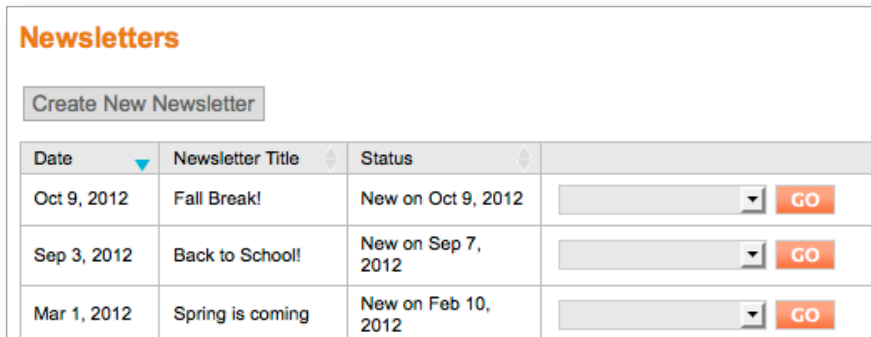 Newsletters
Create New Newsletter
Date Newsletter Title Status
Oct 9, 2012 Fall Break! New on Oct 9, 2012 GO
Sep 3, 2012 Back to School! New on Sep 7,
2012 GO
Mar 1, 2012 Spring is coming New on Feb 10,
2012 GO